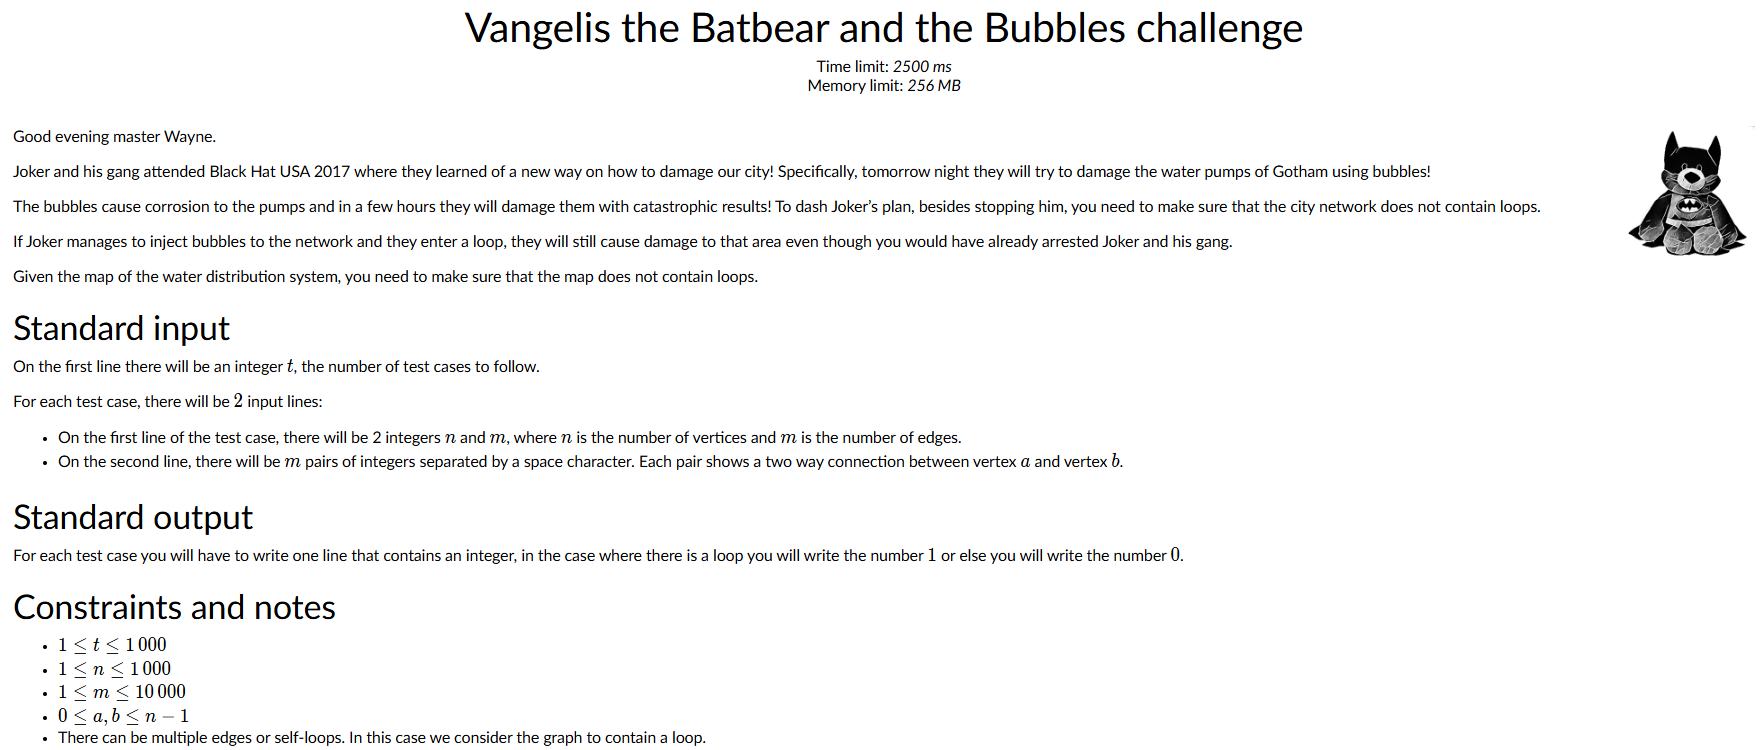 Vangelis the Batbear and the Bubbles challenge
Time limit: 2500 ms
Memory limit: 256 MB
Good evening master Wayne.
Joker and his gang attended Black Hat USA 2017 where they learned of a new way on how to damage our city! Specifically, tomorrow night they will try to damage the water pumps of Gotham using bubbles!
The bubbles cause corrosion to the pumps and in a few hours they will damage them with catastrophic results! To dash Joker’s plan, besides stopping him, you need to make sure that the city network does not contain loops.
If Joker manages to inject bubbles to the network and they enter a loop, they will still cause damage to that area even though you would have already arrested Joker and his gang.
Given the map of the water distribution system, you need to make sure that the map does not contain loops.
Standard input
On the first line there will be an integer t, the number of test cases to follow.
For each test case, there will be 2 input lines:
• On the first line of the test case, there will be 2 integers n and m, where n is the number of vertices and m is the number of edges.
• On the second line, there will be m pairs of integers separated by a space character. Each pair shows a two way connection between vertex a and vertex b.
Standard output
For each test case you will have to write one line that contains an integer, in the case where there is a loop you will write the number 1 or else you will write the number 0.
Constraints and notes
• 1 ≤ t ≤ 1 000
• 1 ≤ n ≤ 1 000
• 1 ≤ m ≤ 10 000
• 0 ≤ a, b ≤ n − 1
• There can be multiple edges or self-loops. In this case we consider the graph to contain a loop.